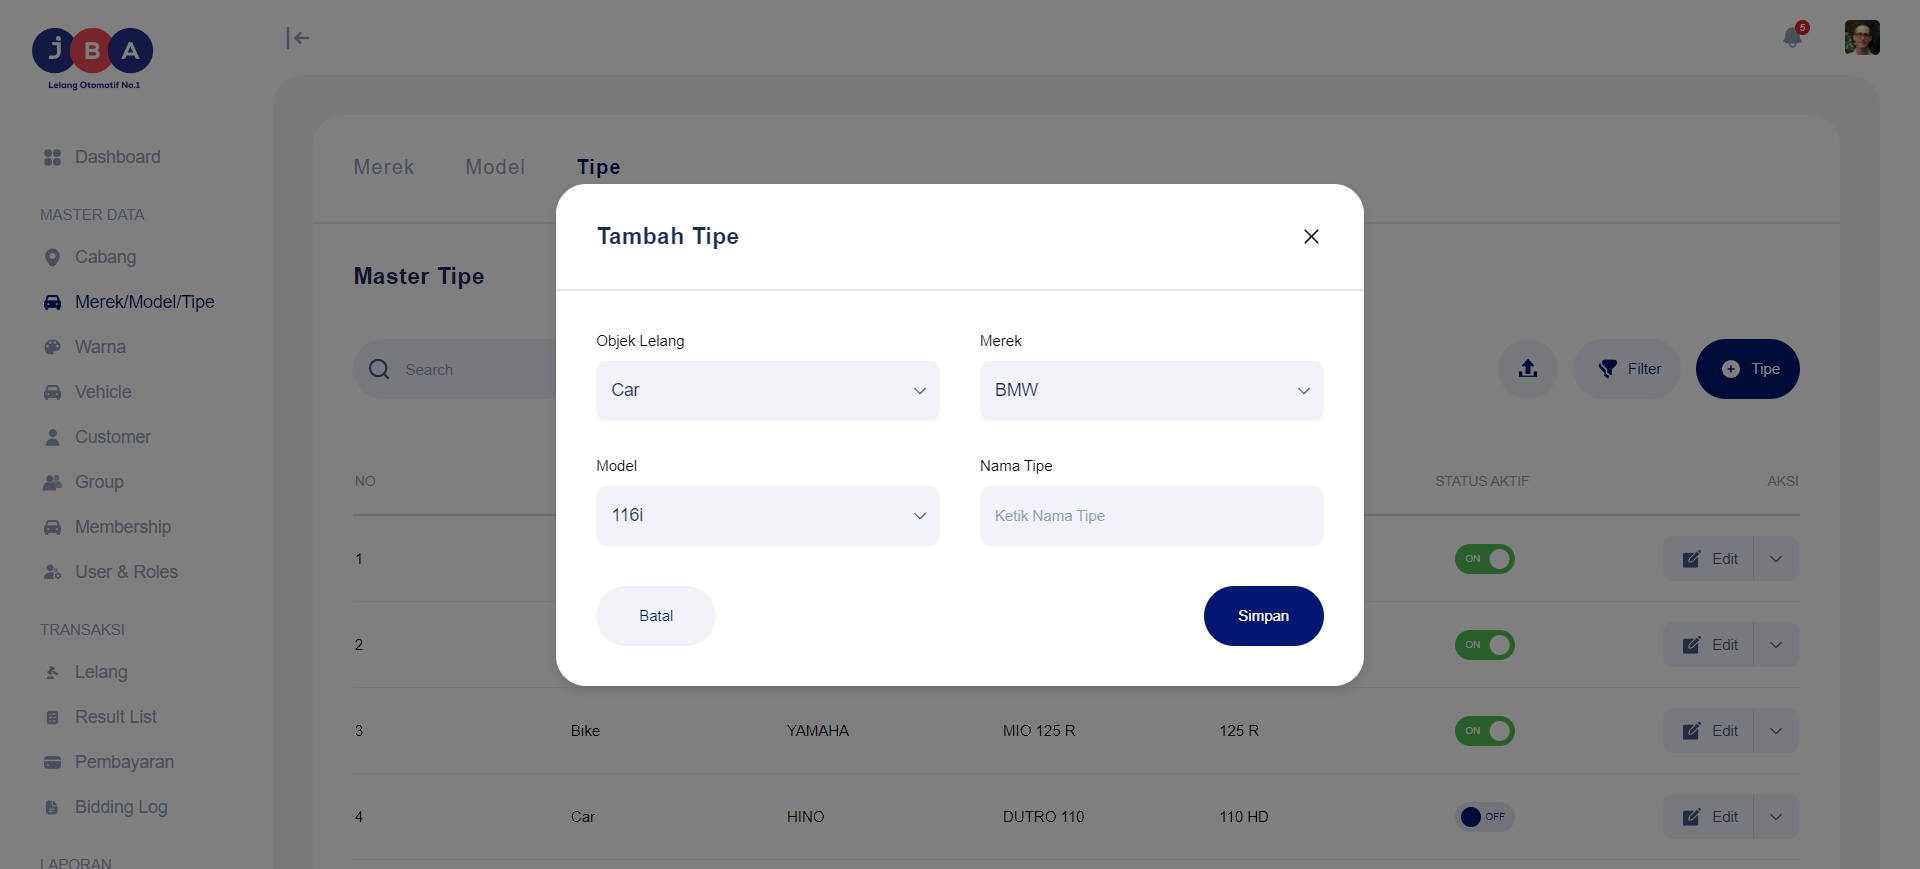 JBA
Lelang Otomotif No.1
5
Dashboard
MASTER DATA
Cabang
Merek/Model/Tipe
Warna
Vehicle
Customer
Group
Membership
User & Roles
TRANSAKSI
Lelang
Result List
Pembayaran
Bidding Log
LAPORAN
Merek Model Tipe
Master Tipe
Search
Filter
Tipe
NO STATUS AKTIF AKSI
1 ON Edit
2 ON Edit
3 Bike YAMAHA MIO 125 R 125 R ON Edit
4 Car HINO DUTRO 110 110 HD OFF Edit
Tambah Tipe
Objek Lelang
Car
Merek
BMW
Model
116i
Nama Tipe
Ketik Nama Tipe
Batal
Simpan